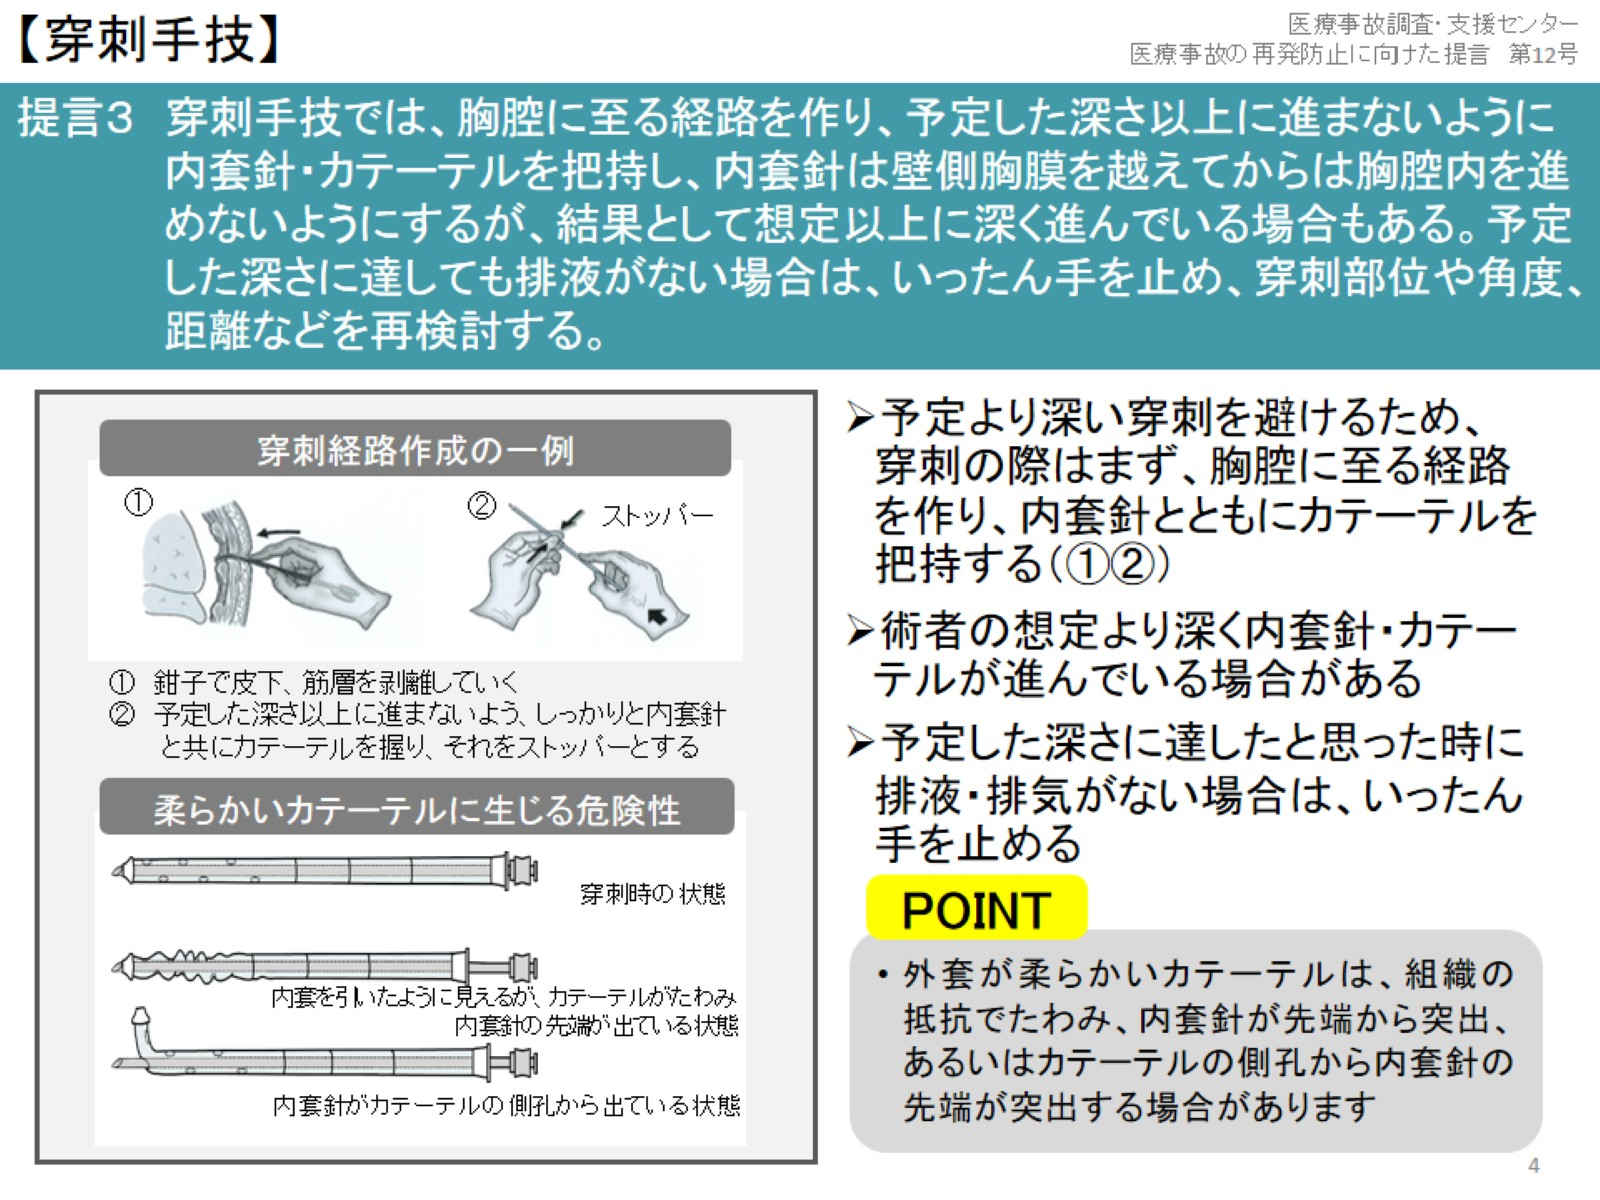 【穿刺手技】
医療事故調査・支援センター
医療事故の再発防止に向けた提言　第12号
提言３　穿刺手技では、胸腔に至る経路を作り、予定した深さ以上に進まないように
内套針・カテーテルを把持し、内套針は壁側胸膜を越えてからは胸腔内を進
めないようにするが、結果として想定以上に深く進んでいる場合もある。予定
した深さに達しても排液がない場合は、いったん手を止め、穿刺部位や角度、
距離などを再検討する。
穿刺経路作成の一例
①
②
ストッパー
①　鉗子で皮下、筋層を剥離していく
②　予定した深さ以上に進まないよう、しっかりと内套針
と共にカテーテルを握り、それをストッパーとする
柔らかいカテーテルに生じる危険性
穿刺時の状態
内套を引いたように見えるが、カテーテルがたわみ
内套針の先端が出ている状態
内套針がカテーテルの側孔から出ている状態
➢予定より深い穿刺を避けるため、
穿刺の際はまず、胸腔に至る経路
を作り、内套針とともにカテーテルを
把持する(①②)
➢術者の想定より深く内套針・カテー
テルが進んでいる場合がある
➢予定した深さに達したと思った時に
排液・排気がない場合は、いったん
手を止める
POINT
・外套が柔らかいカテーテルは、組織の
抵抗でたわみ、内套針が先端から突出、
あるいはカテーテルの側孔から内套針の
先端が突出する場合があります
4